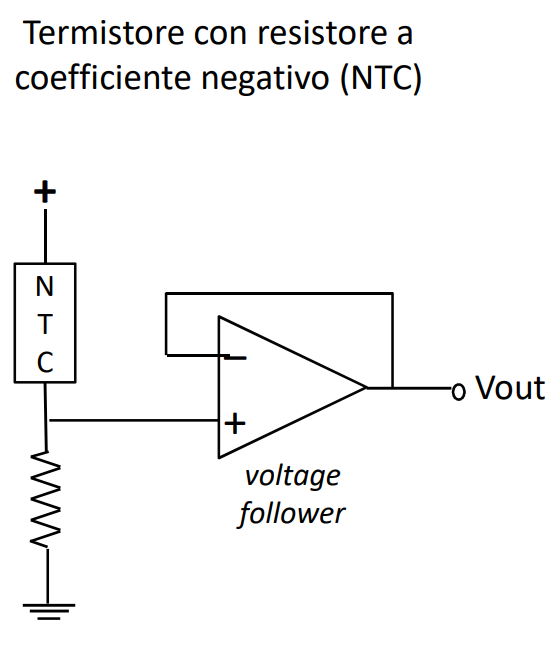 Termistore con resistore a
coefficiente negativo (NTC)
+
N
T
C
−
+
Vout
voltage
follower